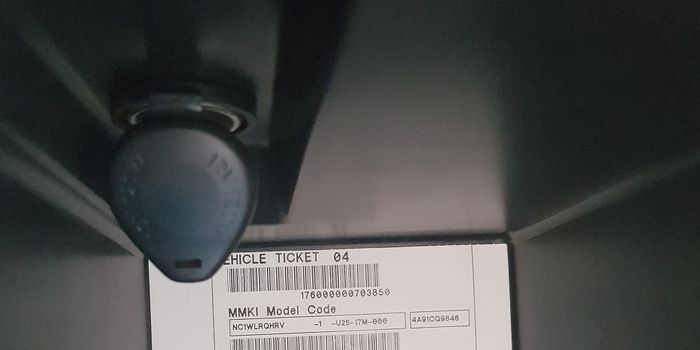 EHICLE TICKET 04
176000000703850
MMKI Model Code
NC1WLRQHRV -1 -U25-17M-000 4A91CQ9846